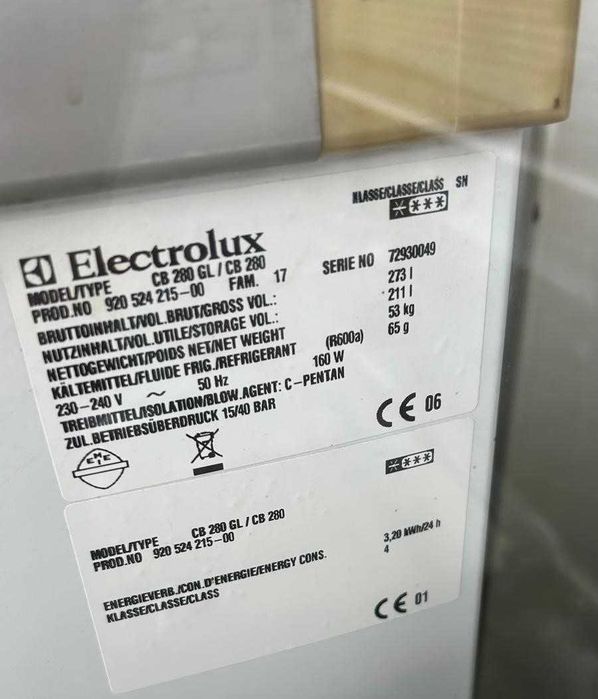 KLASSE/CLASSE/CLASS SN
Electrolux
MODEL/TYPE CB 280 GL / CB 280
PROD.NO 920 524 215-00 FAM. 17 SERIE NO 72930049
BRUTTOINHALT/VOL.BRUT/GROSS VOL.: 273 l
NUTZINHALT/VOL.UTILE/STORAGE VOL.: 211 l
NETTOGEWICHT/POIDS NET/NET WEIGHT 53 kg
KÄLTEMITTEL/FLUIDE FRIG./REFRIGERANT (R600a) 65 g
230-240 V ~ 50 Hz 160 W
TREIBMITTEL/ISOLATION/BLOW.AGENT: C-PENTAN
ZUL.BETRIEBSÜBERDRUCK 15/40 BAR
CE 06
MODEL/TYPE CB 280 GL / CB 280
PROD.NO 920 524 215-00
ENERGIEVERB./CON.D'ENERGIE/ENERGY CONS. 3,20 kWh/24 h
KLASSE/CLASSE/CLASS 4
CE 01